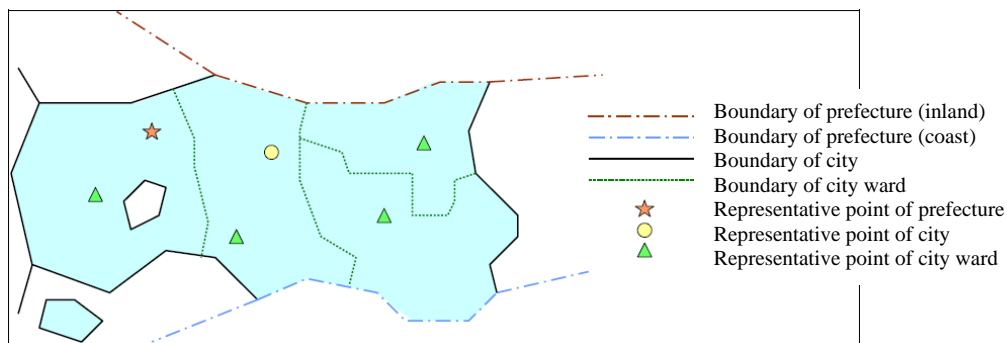 Boundary of prefecture (inland)
Boundary of prefecture (coast)
Boundary of city
Boundary of city ward
Representative point of prefecture
Representative point of city
Representative point of city ward